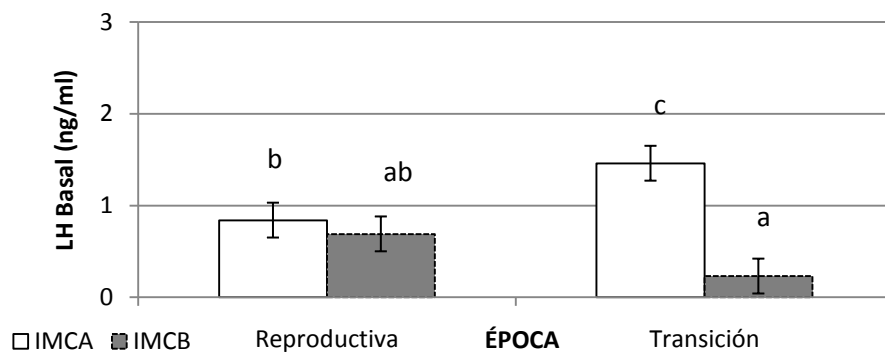 3
2
1
0
LH Basal (ng/ml)
b
ab
c
a
IMCA IMCB Reproductiva ÉPOCA Transición